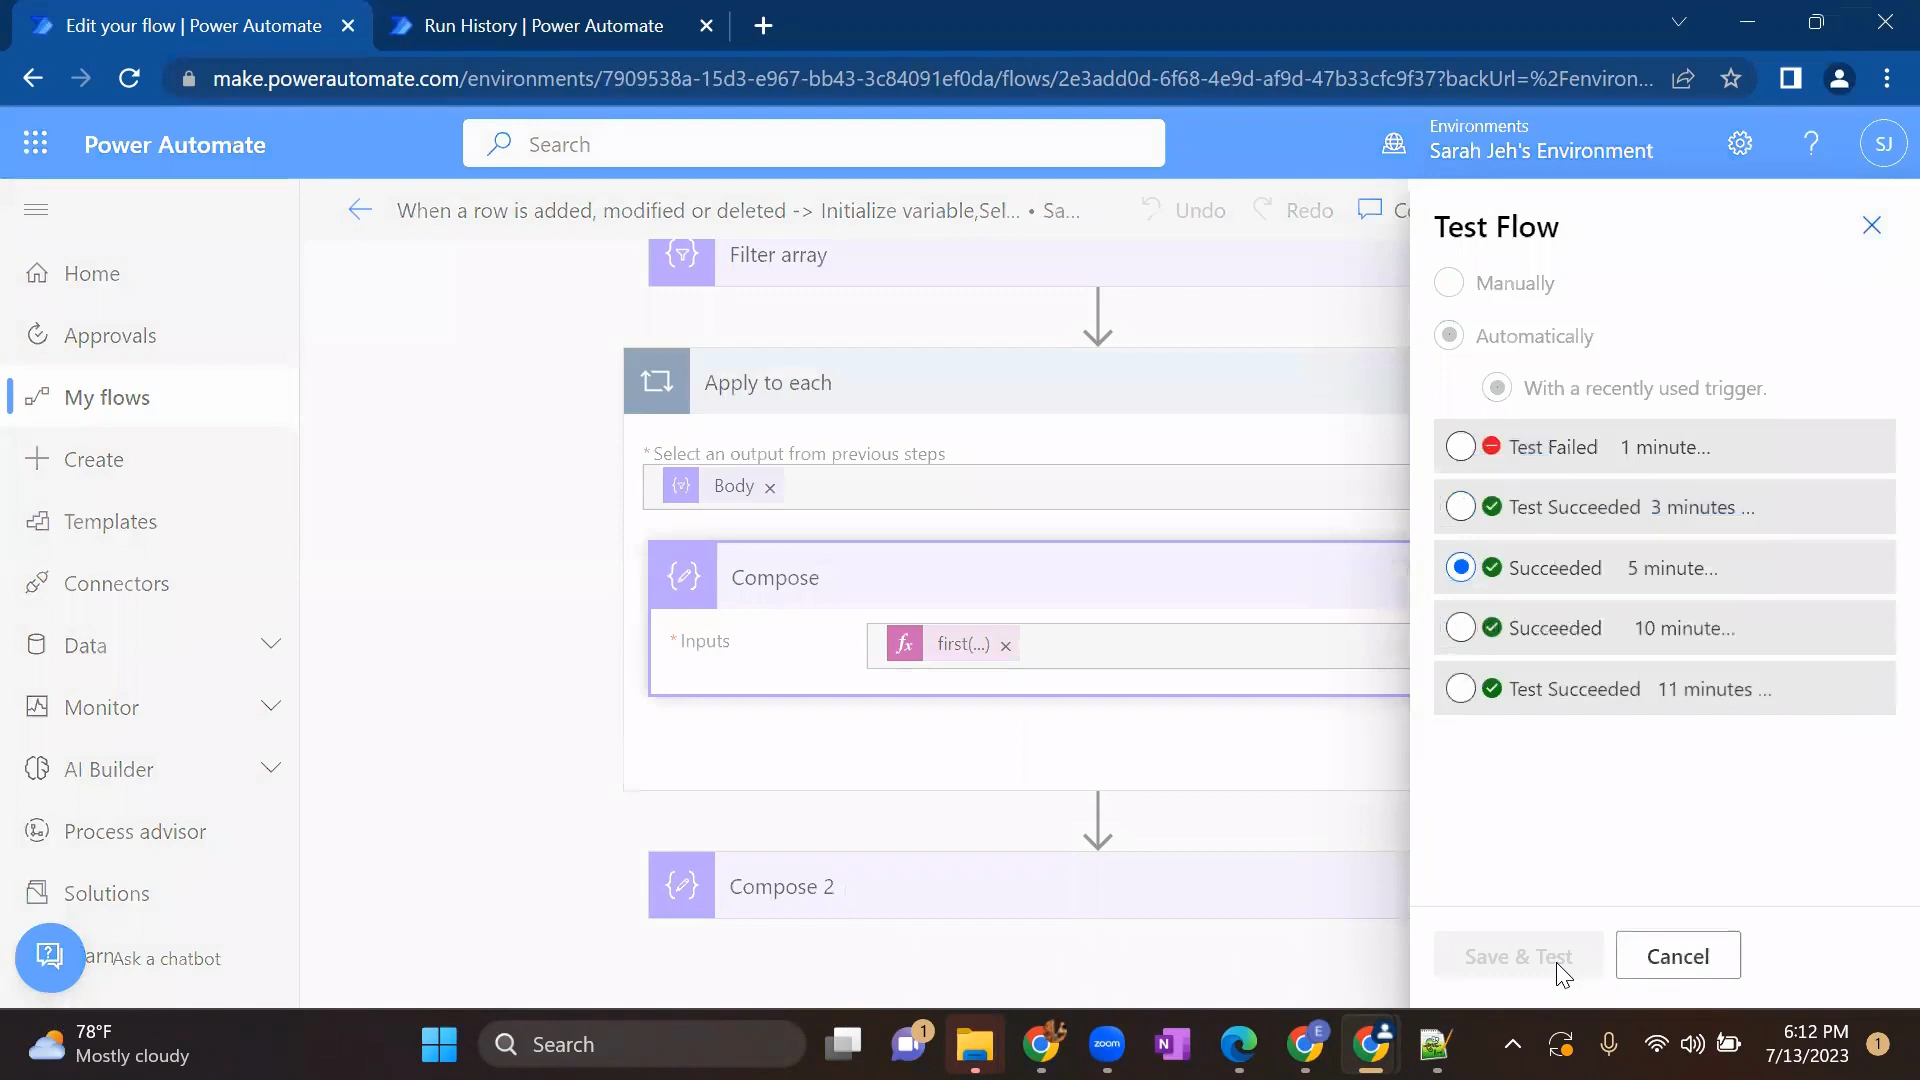 Edit your flow | Power Automate
Run History | Power Automate
make.powerautomate.com/environments/7909538a-15d3-e967-bb43-3c84091ef0da/flows/2e3add0d-6f68-4e9d-af9d-47b33cfc9f37?backUrl=%2Fenviron...
Power Automate
Search
Environments
Sarah Jeh's Environment
SJ
When a row is added, modified or deleted -> Initialize variable,Sel... • Sa...
Undo
Redo
Test Flow
Home
Approvals
My flows
Create
Templates
Connectors
Data
Monitor
AI Builder
Process advisor
Solutions
Ask a chatbot
Filter array
Apply to each
* Select an output from previous steps
Body
Compose
* Inputs
fx first(...)
Compose 2
Manually
Automatically
With a recently used trigger.
Test Failed 1 minute...
Test Succeeded 3 minutes ...
Succeeded 5 minute...
Succeeded 10 minute...
Test Succeeded 11 minutes ...
Save & Test
Cancel
78°F
Mostly cloudy
Search
1
zoom
N
E
6:12 PM
7/13/2023
1